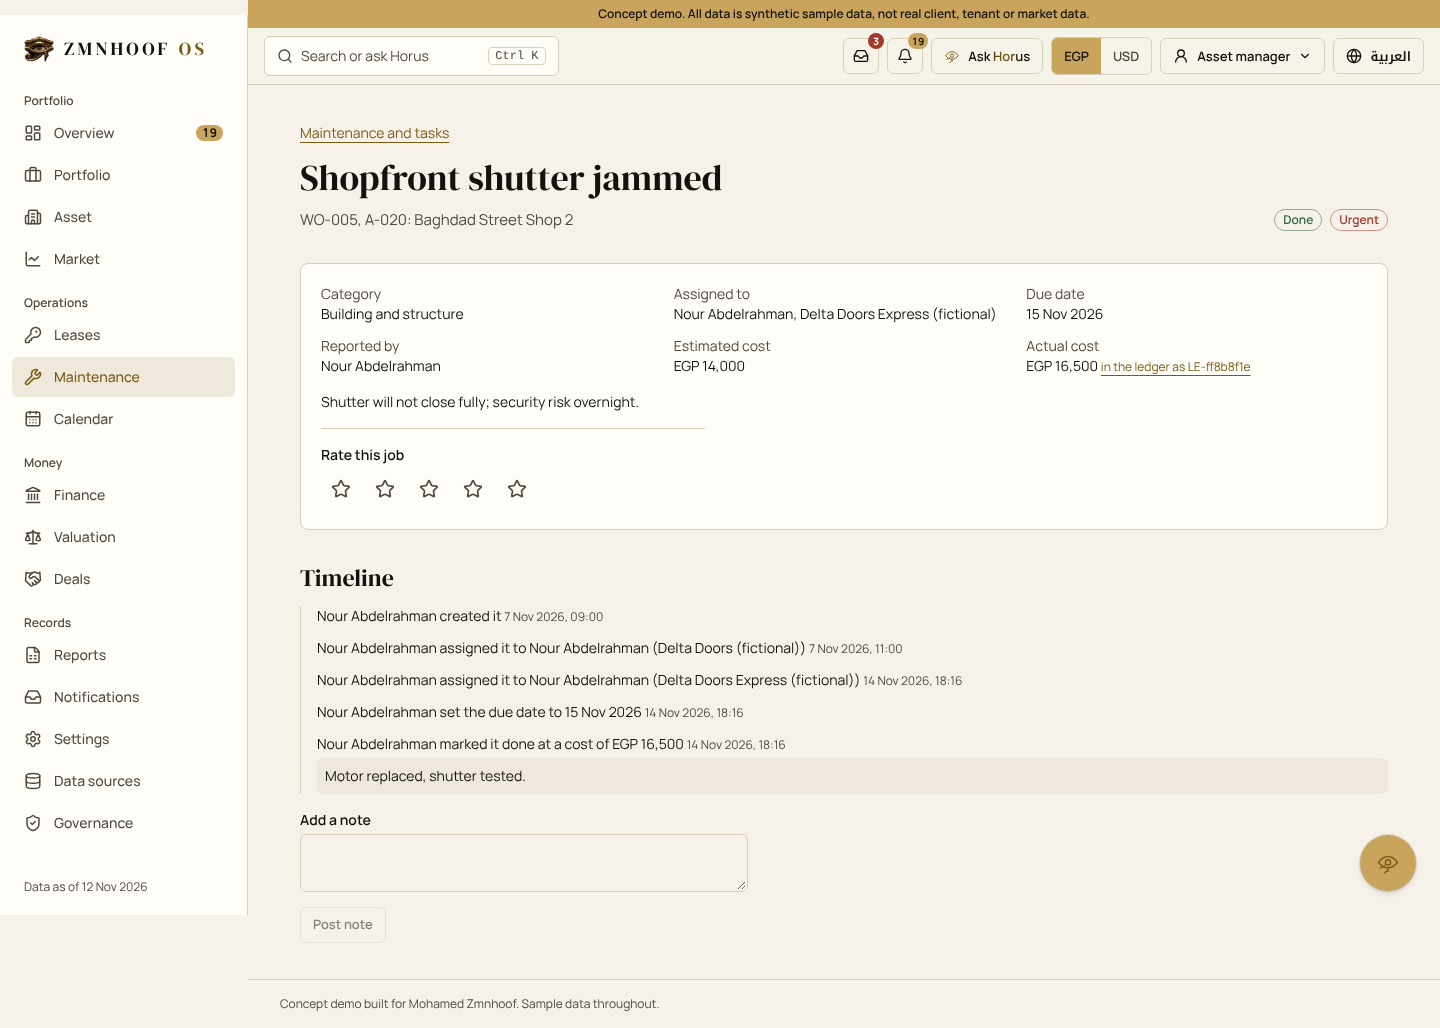 Concept demo. All data is synthetic sample data, not real client, tenant or market data.
ZMNHOOF OS
Search or ask Horus
Ctrl K
3
19
Ask Horus
EGP
USD
Asset manager
العربية
Portfolio
Overview
19
Portfolio
Asset
Market
Operations
Leases
Maintenance
Calendar
Money
Finance
Valuation
Deals
Records
Reports
Notifications
Settings
Data sources
Governance
Data as of 12 Nov 2026
Maintenance and tasks
Shopfront shutter jammed
WO-005, A-020: Baghdad Street Shop 2
Done
Urgent
Category
Building and structure
Assigned to
Nour Abdelrahman, Delta Doors Express (fictional)
Due date
15 Nov 2026
Reported by
Nour Abdelrahman
Estimated cost
EGP 14,000
Actual cost
EGP 16,500 in the ledger as LE-ff8b8f1e
Shutter will not close fully; security risk overnight.
Rate this job
Timeline
Nour Abdelrahman created it 7 Nov 2026, 09:00
Nour Abdelrahman assigned it to Nour Abdelrahman (Delta Doors (fictional)) 7 Nov 2026, 11:00
Nour Abdelrahman assigned it to Nour Abdelrahman (Delta Doors Express (fictional)) 14 Nov 2026, 18:16
Nour Abdelrahman set the due date to 15 Nov 2026 14 Nov 2026, 18:16
Nour Abdelrahman marked it done at a cost of EGP 16,500 14 Nov 2026, 18:16
Motor replaced, shutter tested.
Add a note
Post note
Concept demo built for Mohamed Zmnhoof. Sample data throughout.